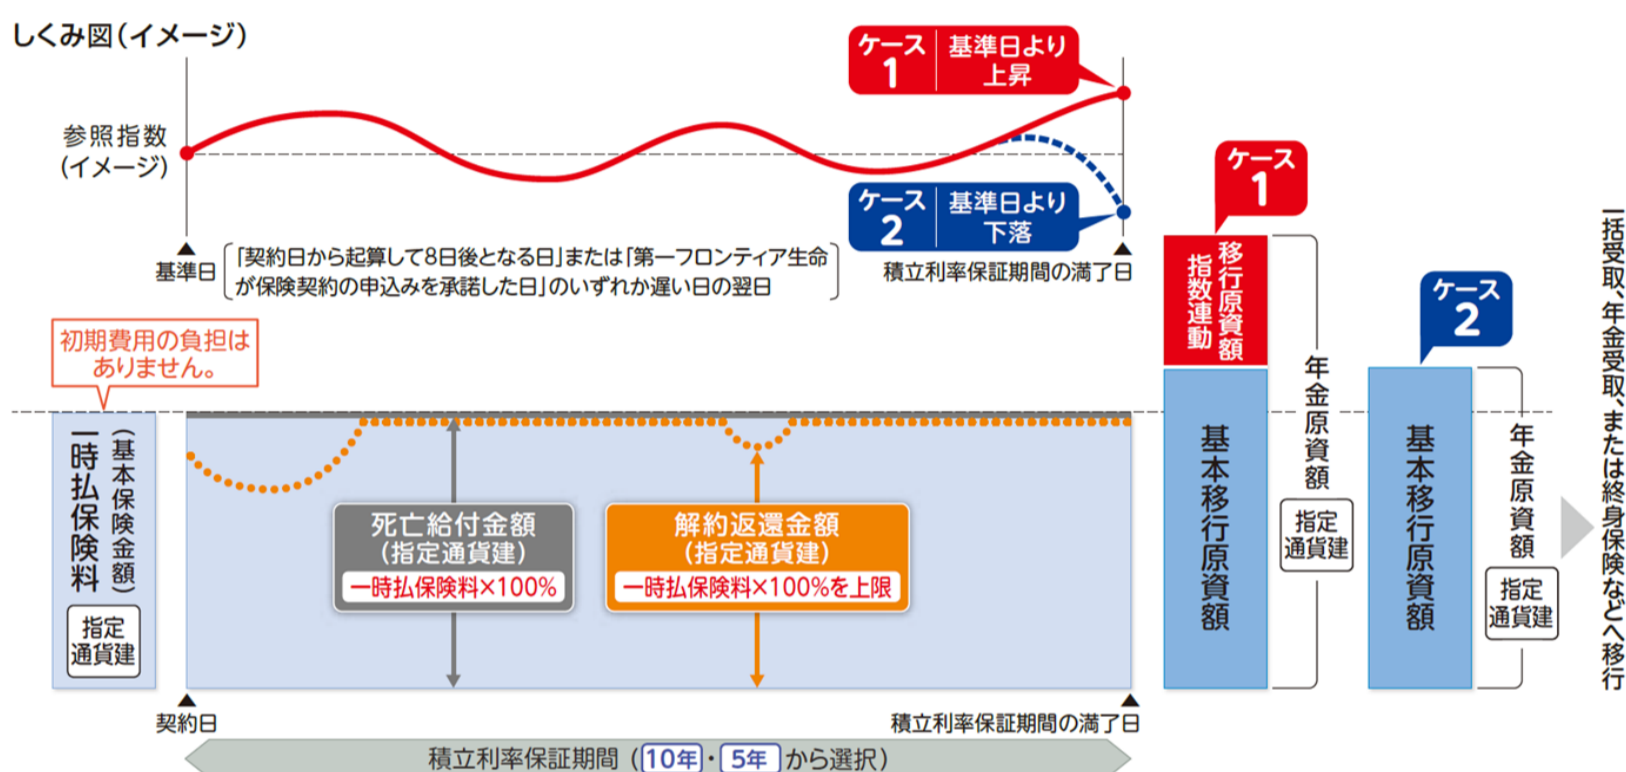 しくみ図（イメージ）
ケース
1
基準日より
上昇
参照指数
（イメージ）
ケース
2
基準日より
下落
基準日
「契約日から起算して8日後となる日」または「第一フロンティア生命
が保険契約の申込みを承諾した日」のいずれか遅い日の翌日
積立利率保証期間の満了日
初期費用の負担は
ありません。
一時払保険料
（基本保険金額）
指定
通貨建
死亡給付金額
（指定通貨建）
一時払保険料×100%
解約返還金額
（指定通貨建）
一時払保険料×100%を上限
契約日
積立利率保証期間の満了日
積立利率保証期間（10年・5年から選択）
ケース
1
指数連動
移行原資額
基本移行原資額
年金原資額
指定
通貨建
ケース
2
基本移行原資額
年金原資額
指定
通貨建
一括受取、年金受取、または終身保険などへ移行